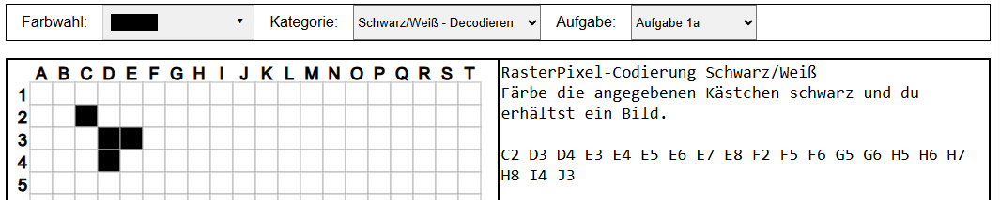 Farbwahl: Kategorie: Schwarz/Weiß - Decodieren Aufgabe: Aufgabe 1a
A B C D E F G H I J K L M N O P Q R S T
1
2
3
4
5
RasterPixel-Codierung Schwarz/Weiß
Färbe die angegebenen Kästchen schwarz und du
erhältst ein Bild.
C2 D3 D4 E3 E4 E5 E6 E7 E8 F2 F5 F6 G5 G6 H5 H6 H7
H8 I4 J3